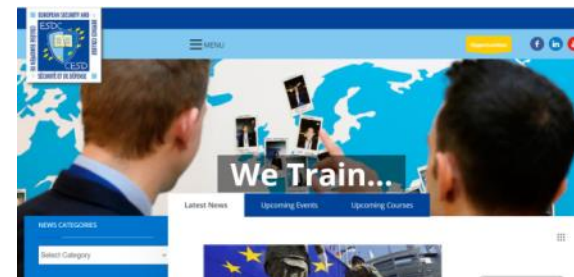 EUROPEAN SECURITY AND
DEFENCE COLLEGE
ESDC
CESD
SÉCURITÉ ET DE DÉFENSE
MENU
We Train...
Latest News
Upcoming Events
Upcoming Courses
NEWS CATEGORIES
Select Category